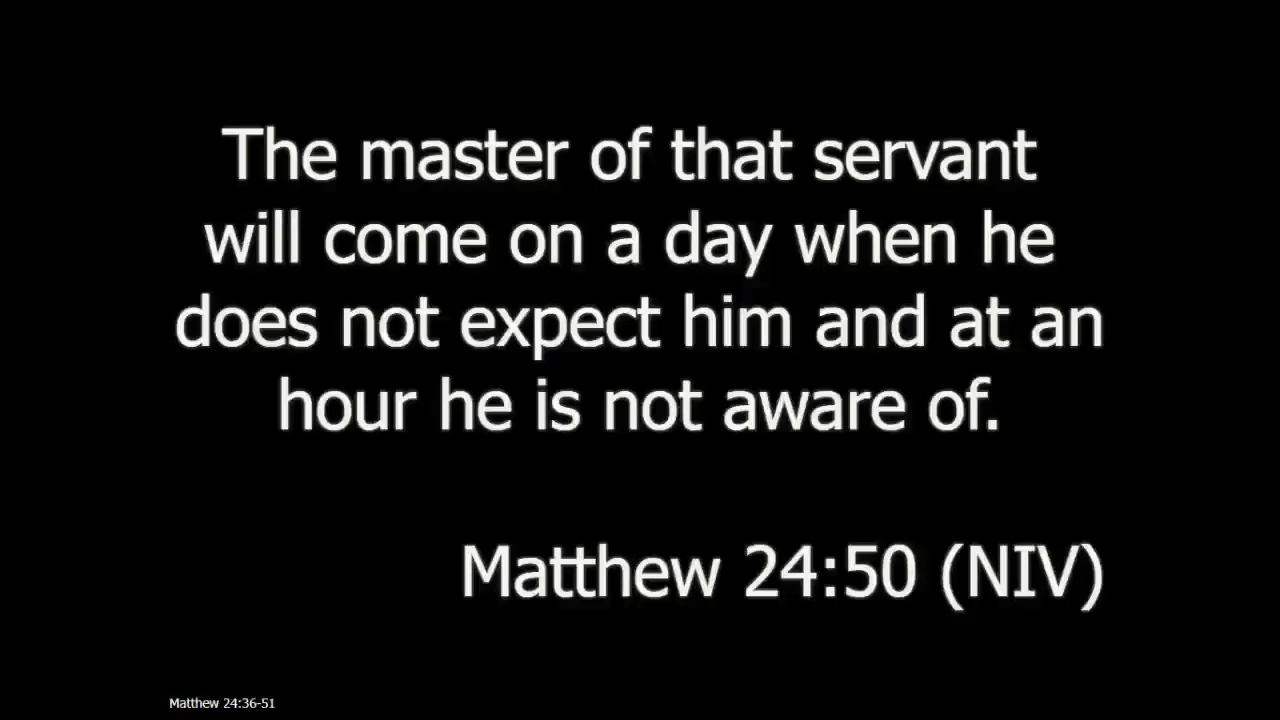 The master of that servant
will come on a day when he
does not expect him and at an
hour he is not aware of.
Matthew 24:50 (NIV)
Matthew 24:36-51